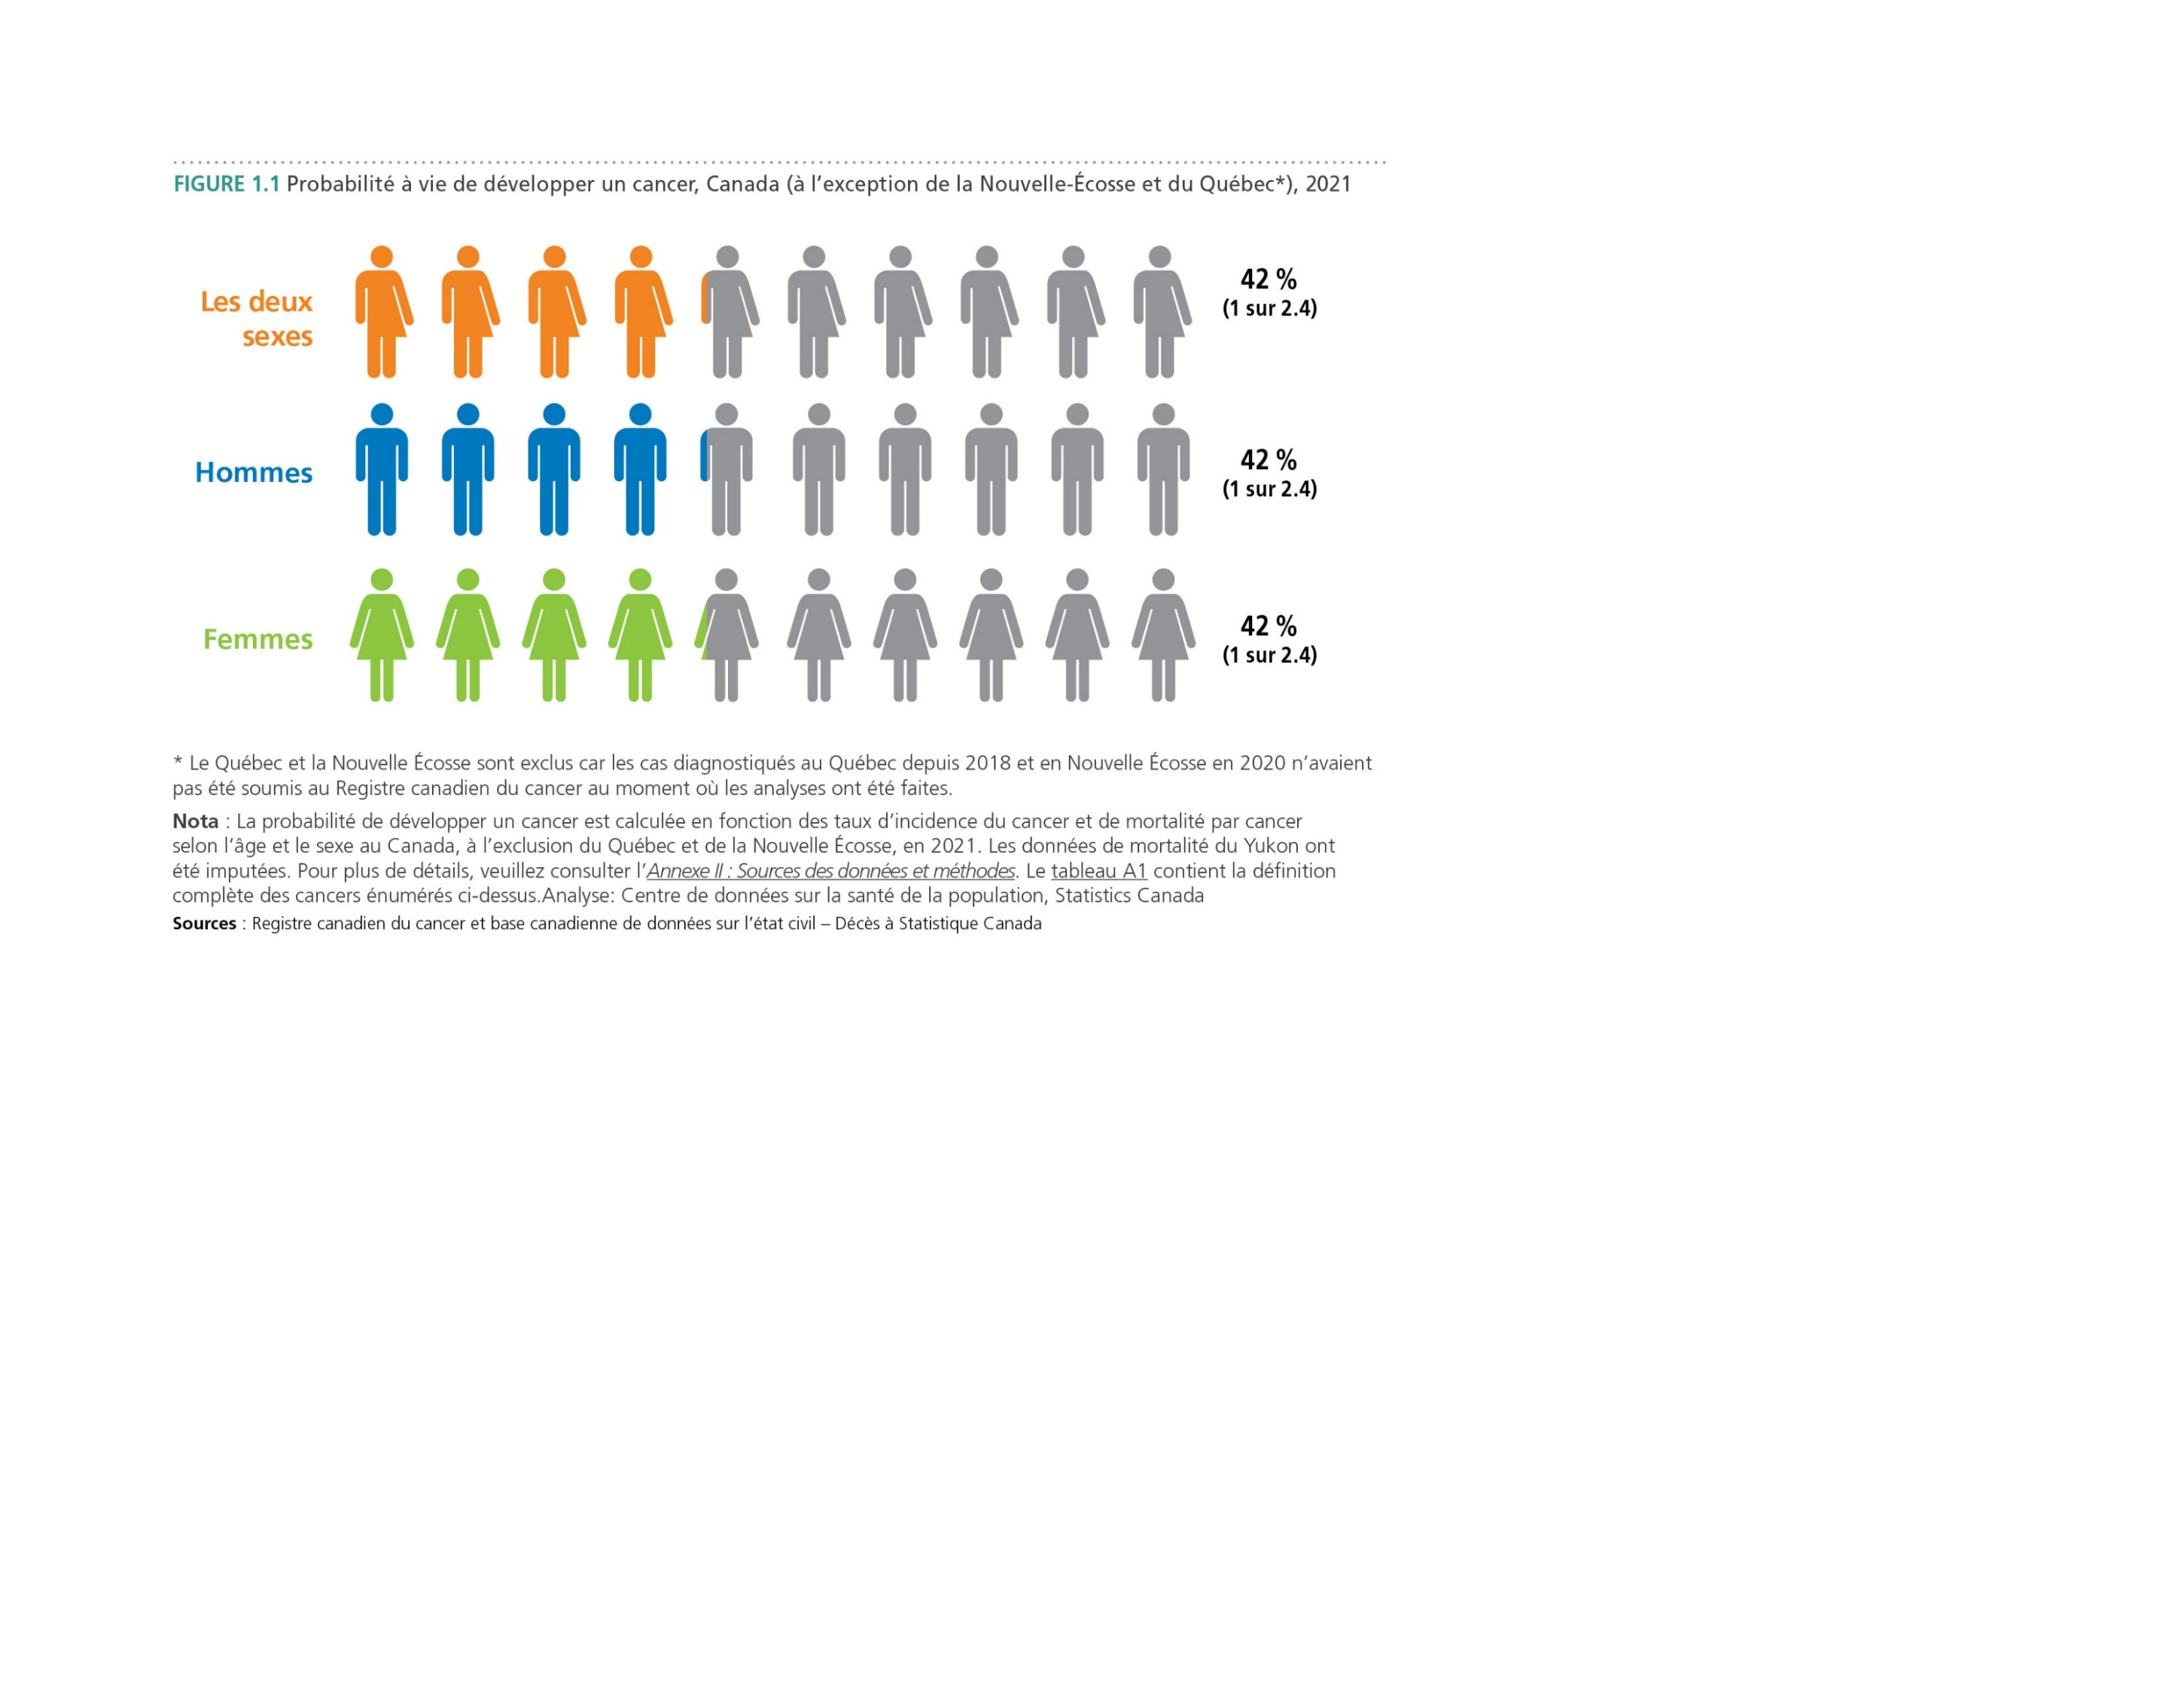 FIGURE 1.1 Probabilité à vie de développer un cancer, Canada (à l’exception de la Nouvelle-Écosse et du Québec*), 2021
Les deux
sexes
42 %
(1 sur 2.4)
Hommes
42 %
(1 sur 2.4)
Femmes
42 %
(1 sur 2.4)
* Le Québec et la Nouvelle Écosse sont exclus car les cas diagnostiqués au Québec depuis 2018 et en Nouvelle Écosse en 2020 n’avaient
pas été soumis au Registre canadien du cancer au moment où les analyses ont été faites.
Nota : La probabilité de développer un cancer est calculée en fonction des taux d’incidence du cancer et de mortalité par cancer
selon l’âge et le sexe au Canada, à l’exclusion du Québec et de la Nouvelle Écosse, en 2021. Les données de mortalité du Yukon ont
été imputées. Pour plus de détails, veuillez consulter l’Annexe II : Sources des données et méthodes. Le tableau A1 contient la définition
complète des cancers énumérés ci-dessus.Analyse: Centre de données sur la santé de la population, Statistics Canada
Sources : Registre canadien du cancer et base canadienne de données sur l’état civil – Décès à Statistique Canada